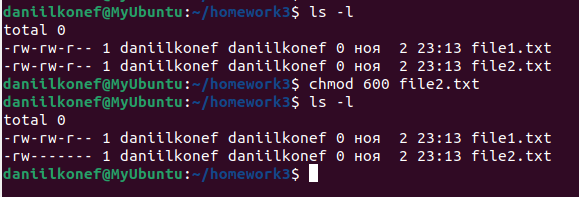 daniilkonef@MyUbuntu:~/homework3$ ls -l
total 0
-rw-rw-r-- 1 daniilkonef daniilkonef 0 ноя  2 23:13 file1.txt
-rw-rw-r-- 1 daniilkonef daniilkonef 0 ноя  2 23:13 file2.txt
daniilkonef@MyUbuntu:~/homework3$ chmod 600 file2.txt
daniilkonef@MyUbuntu:~/homework3$ ls -l
total 0
-rw-rw-r-- 1 daniilkonef daniilkonef 0 ноя  2 23:13 file1.txt
-rw------- 1 daniilkonef daniilkonef 0 ноя  2 23:13 file2.txt
daniilkonef@MyUbuntu:~/homework3$